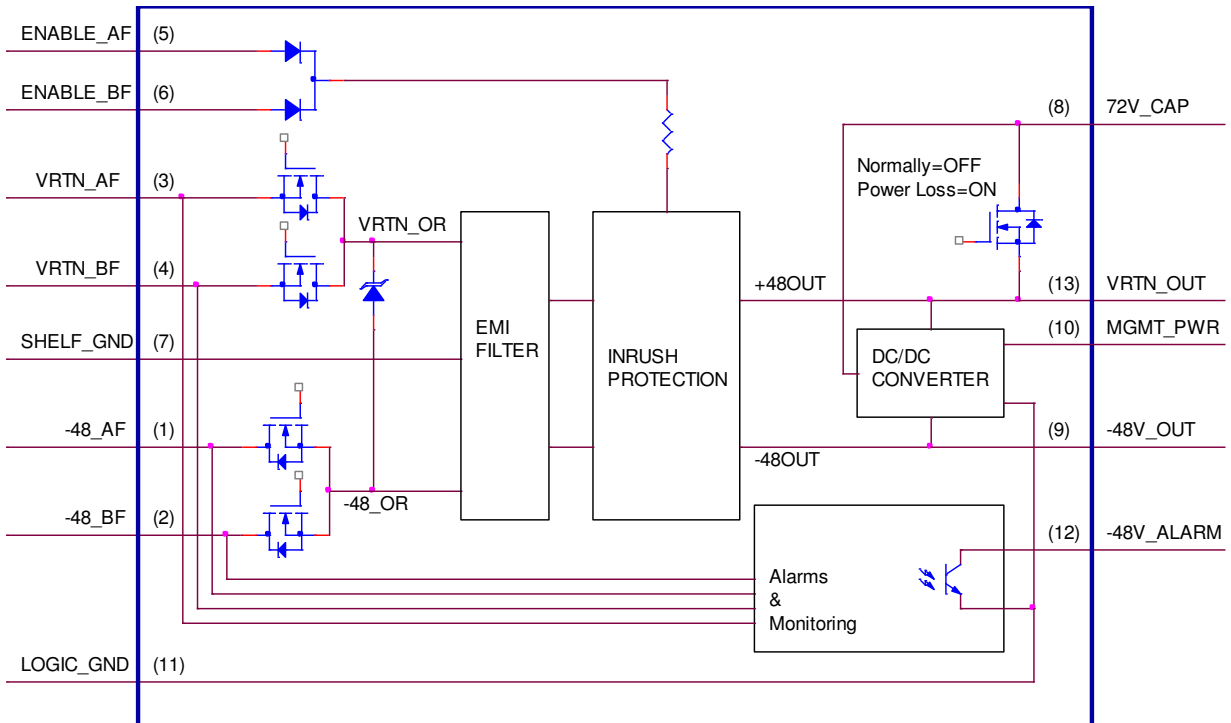 ENABLE_AF (5)
ENABLE_BF (6)
(8) 72V_CAP
Normally=OFF
Power Loss=ON
VRTN_AF (3)
VRTN_OR
VRTN_BF (4)
+48OUT
(13) VRTN_OUT
(10) MGMT_PWR
SHELF_GND (7)
EMI
FILTER
INRUSH
PROTECTION
DC/DC
CONVERTER
-48_AF (1)
(9) -48V_OUT
-48OUT
-48_OR
-48_BF (2)
(12) -48V_ALARM
Alarms
&
Monitoring
LOGIC_GND (11)